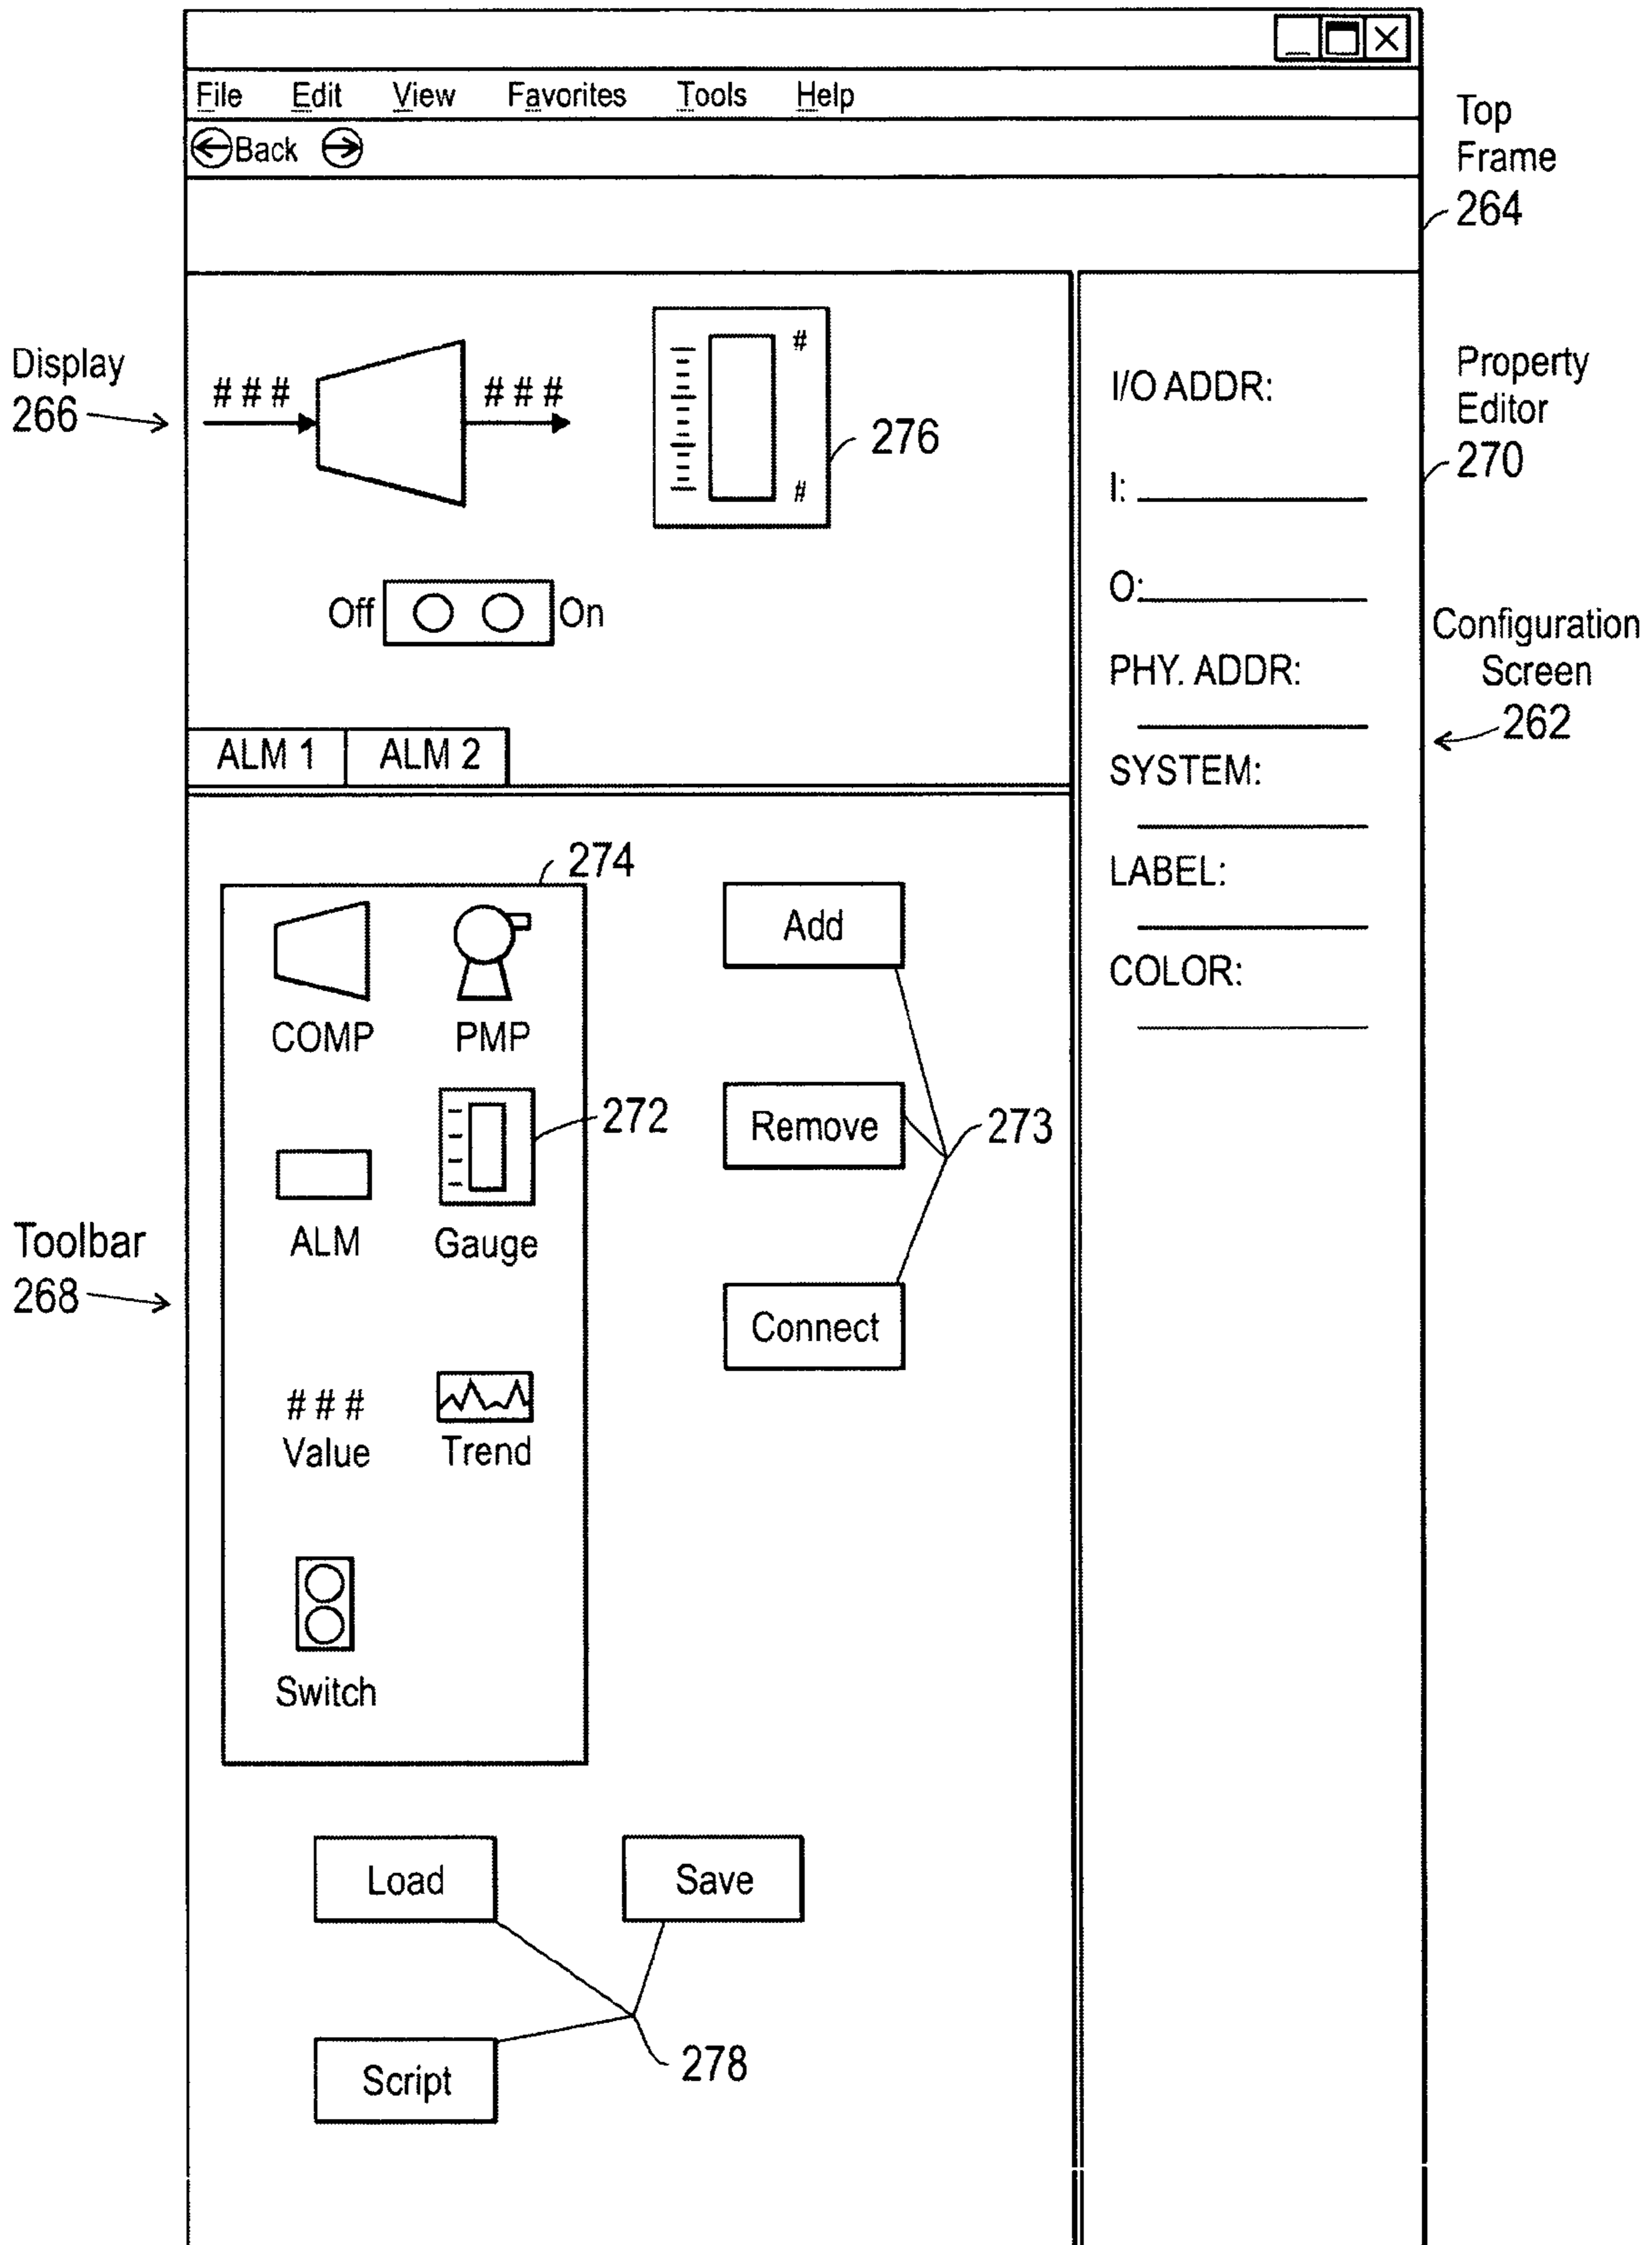 File Edit View Favorites Tools Help
Back
Top
Frame
264
Display
266
# # #
# # #
#
#
276
Off
On
ALM 1
ALM 2
I/O ADDR:
I:
O:
PHY. ADDR:
SYSTEM:
LABEL:
COLOR:
Property
Editor
270
Configuration
Screen
262
Toolbar
268
274
COMP
PMP
272
ALM
Gauge
# # #
Value
Trend
Switch
Add
Remove
273
Connect
Load
Save
Script
278